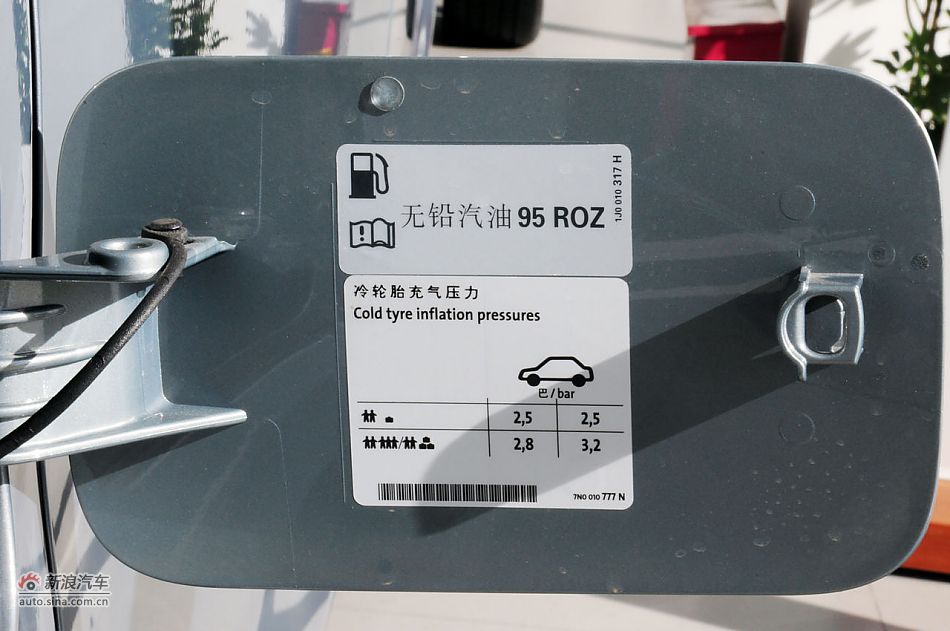 无铅汽油 95 ROZ
1J0 010 317 H
冷轮胎充气压力
Cold tyre inflation pressures
巴 / bar
2,5 2,5
/ 2,8 3,2
7N0 010 777 N
新浪汽车
auto.sina.com.cn